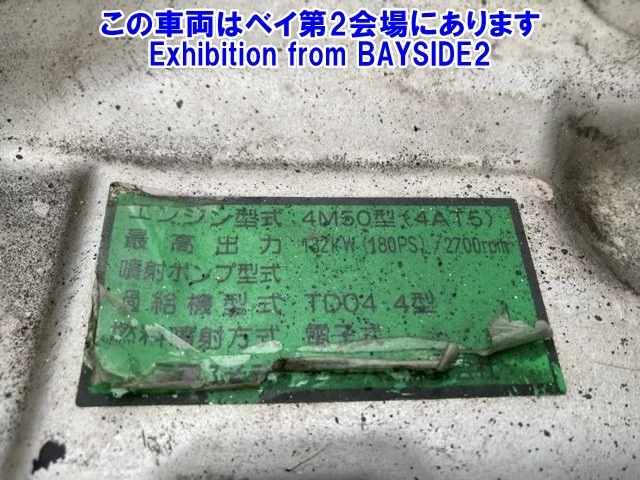 この車両はベイ第2会場にあります
Exhibition from BAYSIDE2
エンジン型式 4M50型(4AT5)
最高出力 132KW(180PS)/2700rpm
噴射ポンプ型式
過給機型式 TD04-4型
燃料噴射方式 電子式